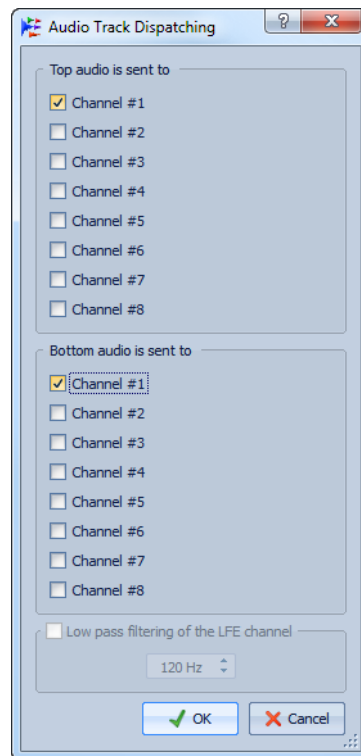 Audio Track Dispatching
Top audio is sent to
Channel #1
Channel #2
Channel #3
Channel #4
Channel #5
Channel #6
Channel #7
Channel #8
Bottom audio is sent to
Channel #1
Channel #2
Channel #3
Channel #4
Channel #5
Channel #6
Channel #7
Channel #8
Low pass filtering of the LFE channel
120 Hz
OK Cancel